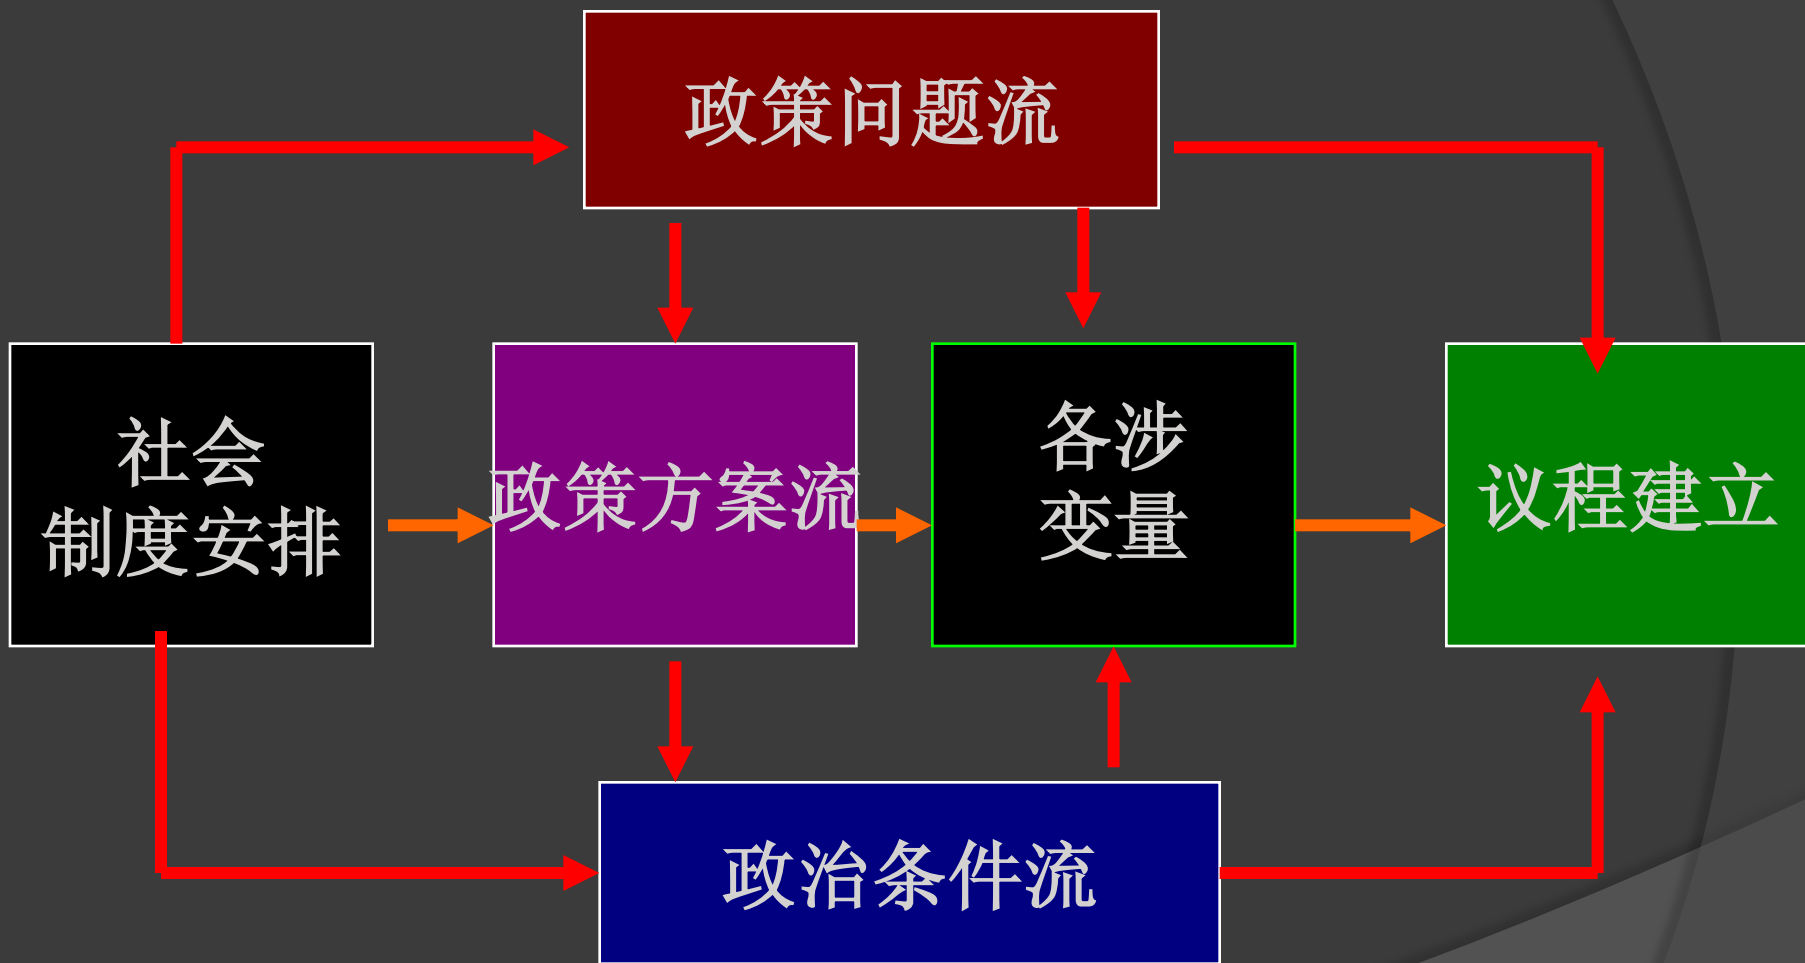 政策问题流
社会
制度安排
政策方案流
各涉
变量
议程建立
政治条件流